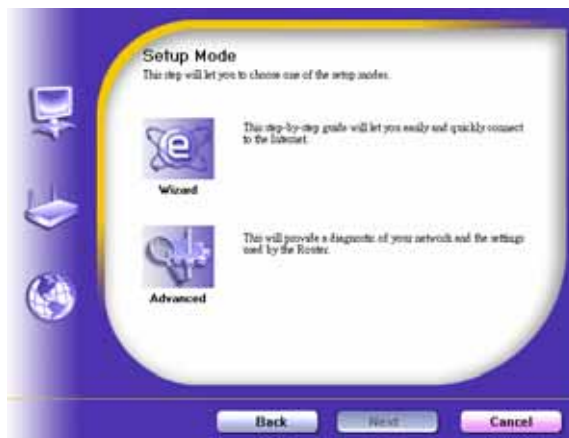 Setup Mode
This step will let you to choose one of the setup modes.
This step-by-step guide will let you easily and quickly connect
to the Internet.
Wizard
This will provide a diagnostic of your network and the settings
used by the Router.
Advanced
Back
Next
Cancel